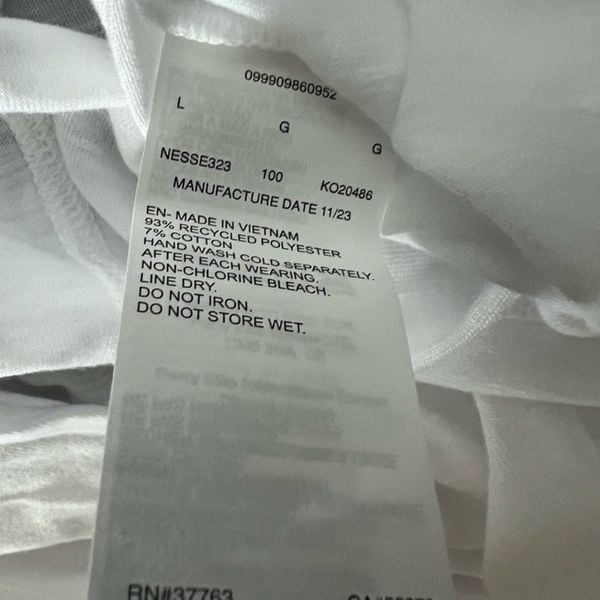 099909860952
L G G
NESSE323 100 KO20486
MANUFACTURE DATE 11/23
EN- MADE IN VIETNAM
93% RECYCLED POLYESTER
7% COTTON
HAND WASH COLD SEPARATELY.
AFTER EACH WEARING.
NON-CHLORINE BLEACH.
LINE DRY.
DO NOT IRON.
DO NOT STORE WET.
RN#37763